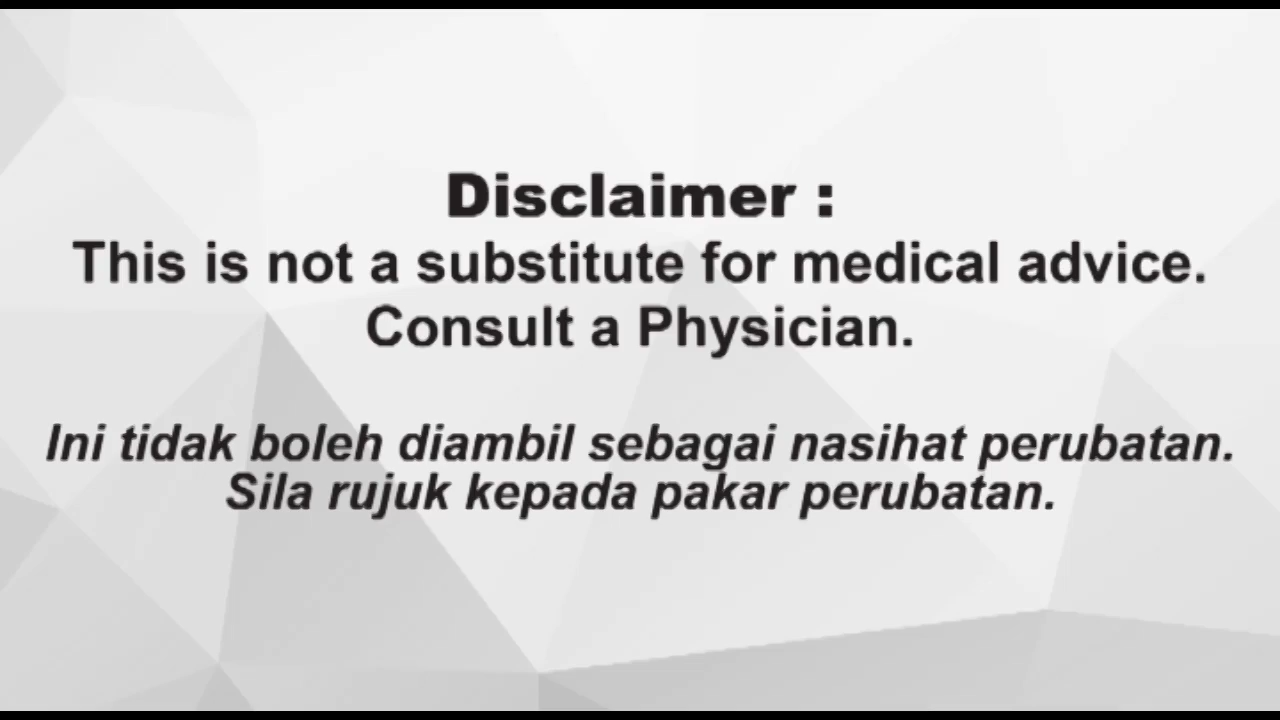 Disclaimer :
This is not a substitute for medical advice.
Consult a Physician.
Ini tidak boleh diambil sebagai nasihat perubatan.
Sila rujuk kepada pakar perubatan.